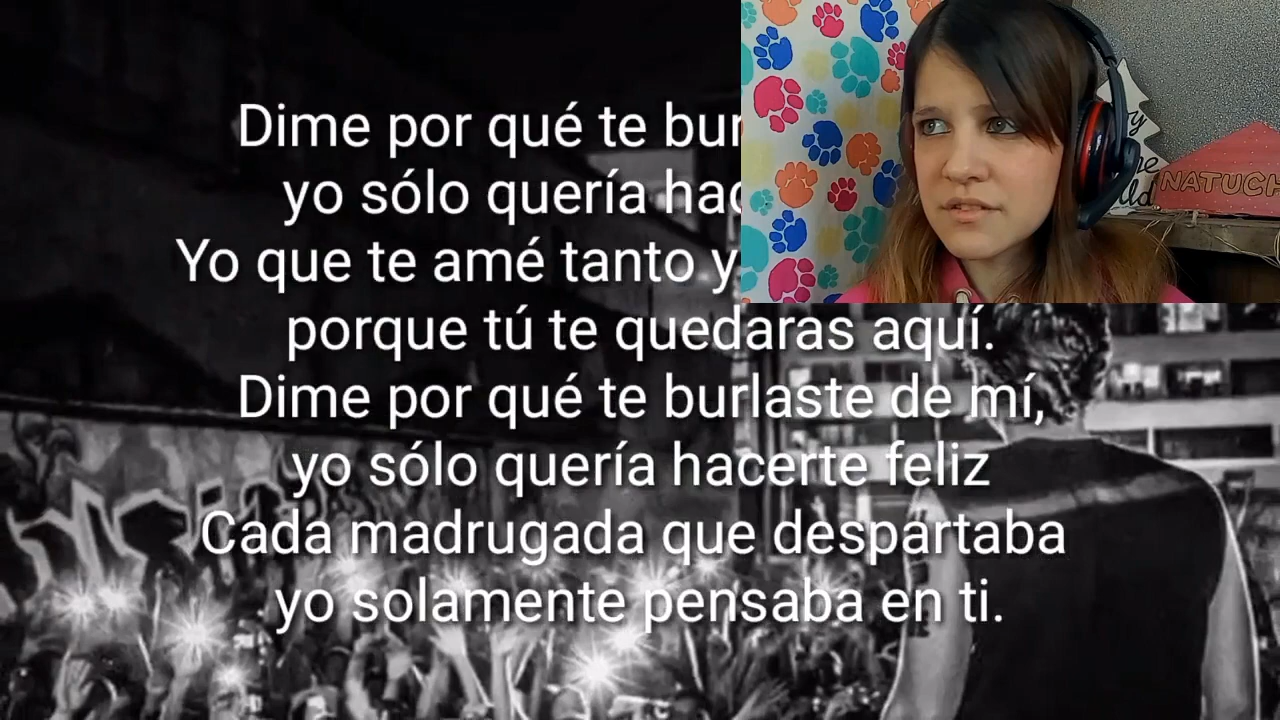 Dime por qué te bur
yo sólo quería hac
Yo que te amé tanto y
porque tú te quedaras aquí.
Dime por qué te burlaste de mí,
yo sólo quería hacerte feliz
Cada madrugada que despartaba
yo solamente pensaba en ti.
NATUCH